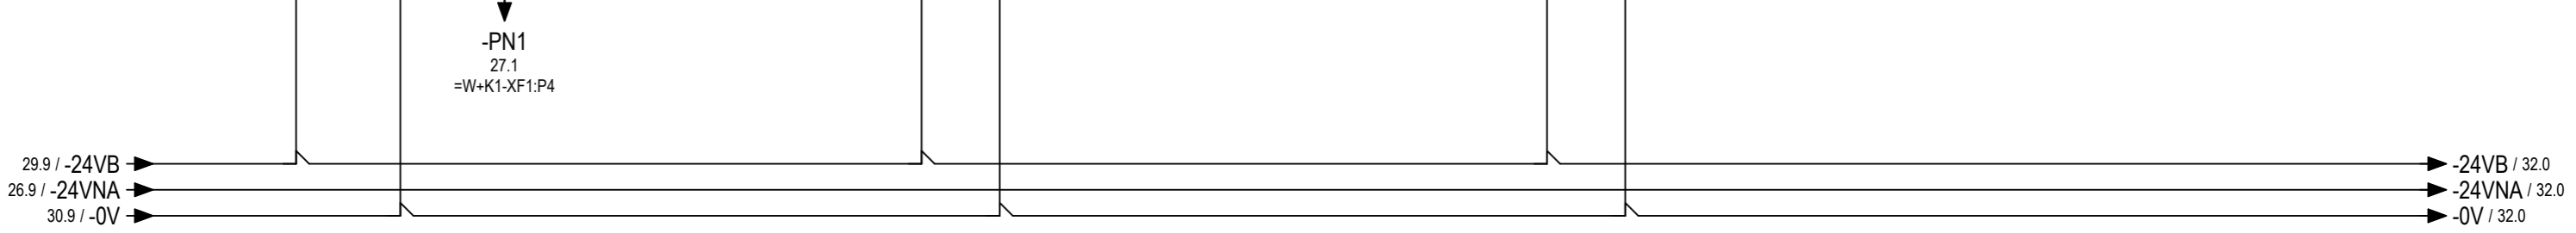 -PN1
27.1
=W+K1-XF1:P4
29.9 / -24VB
-24VB / 32.0
26.9 / -24VNA
-24VNA / 32.0
30.9 / -0V
-0V / 32.0